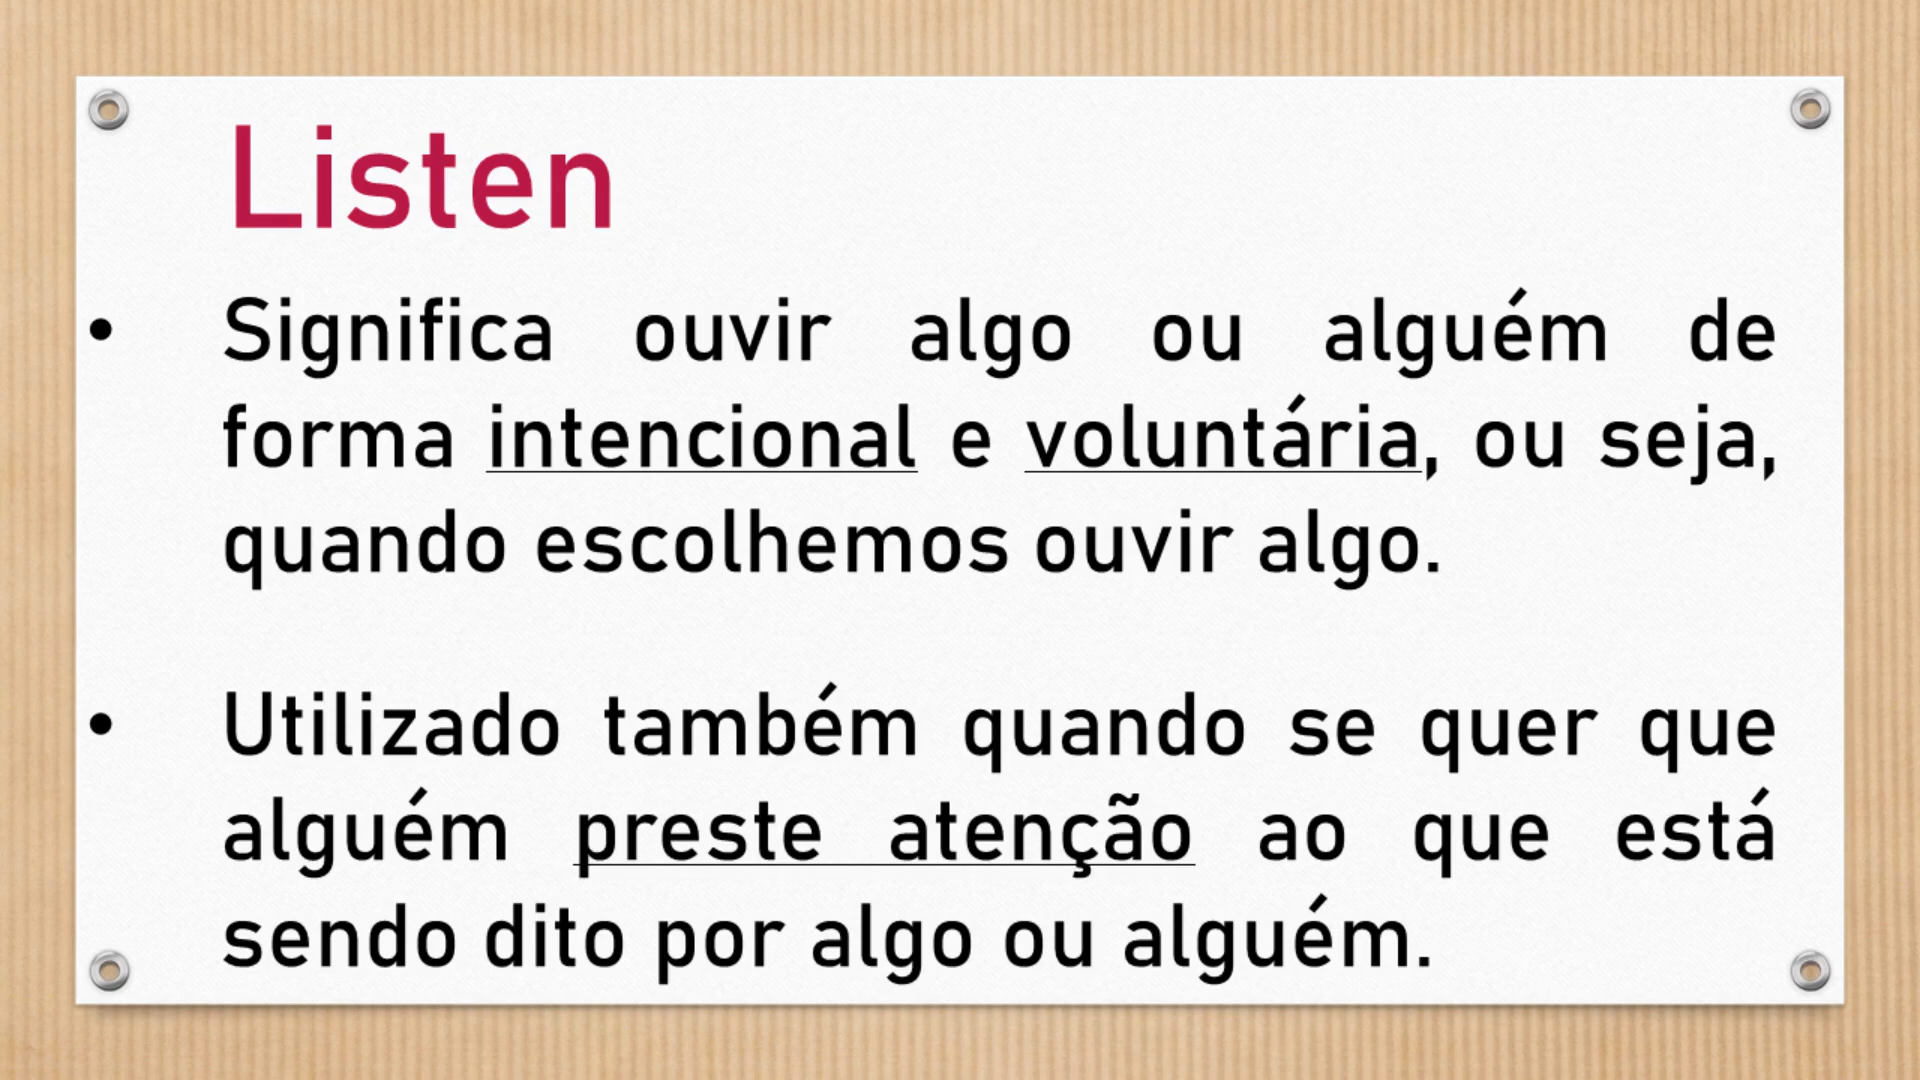 Listen
• Significa ouvir algo ou alguém de
forma intencional e voluntária, ou seja,
quando escolhemos ouvir algo.
• Utilizado também quando se quer que
alguém preste atenção ao que está
sendo dito por algo ou alguém.